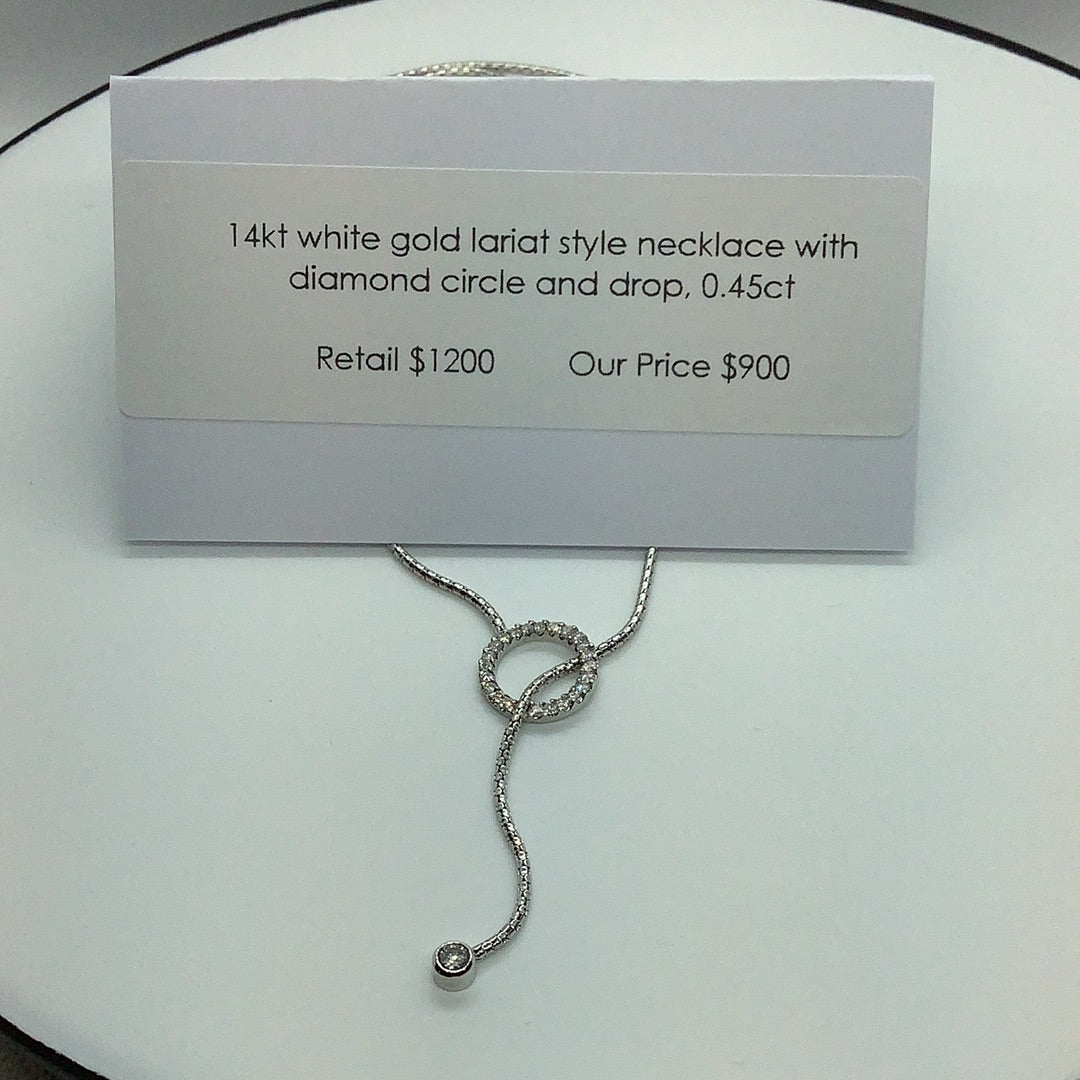 14kt white gold lariat style necklace with
diamond circle and drop, 0.45ct
Retail $1200 Our Price $900